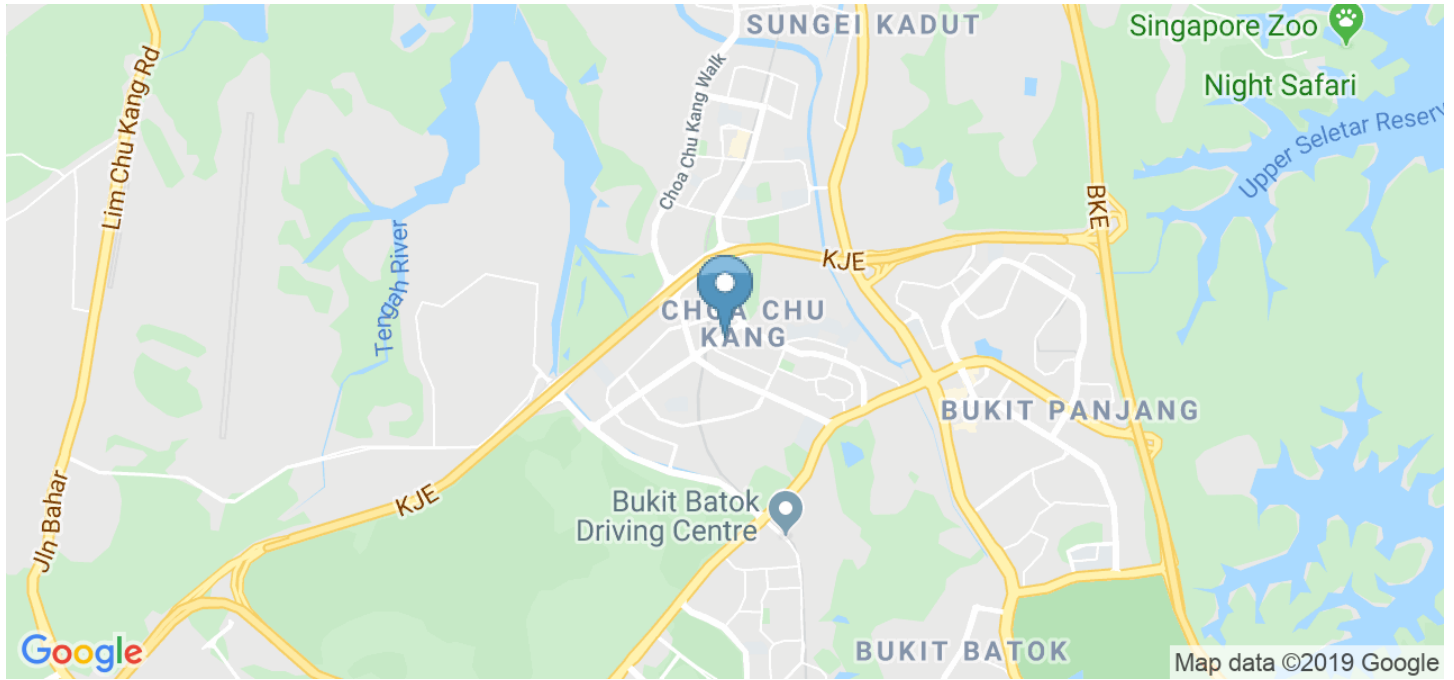 SUNGEI KADUT
Singapore Zoo
Night Safari
Lim Chu Kang Rd
Choa Chu Kang Walk
Upper Seletar Reserv
BKE
Tengah River
KJE
CHOA CHU
KANG
BUKIT PANJANG
Jln Bahar
KJE
Bukit Batok
Driving Centre
BUKIT BATOK
Google
Map data ©2019 Google